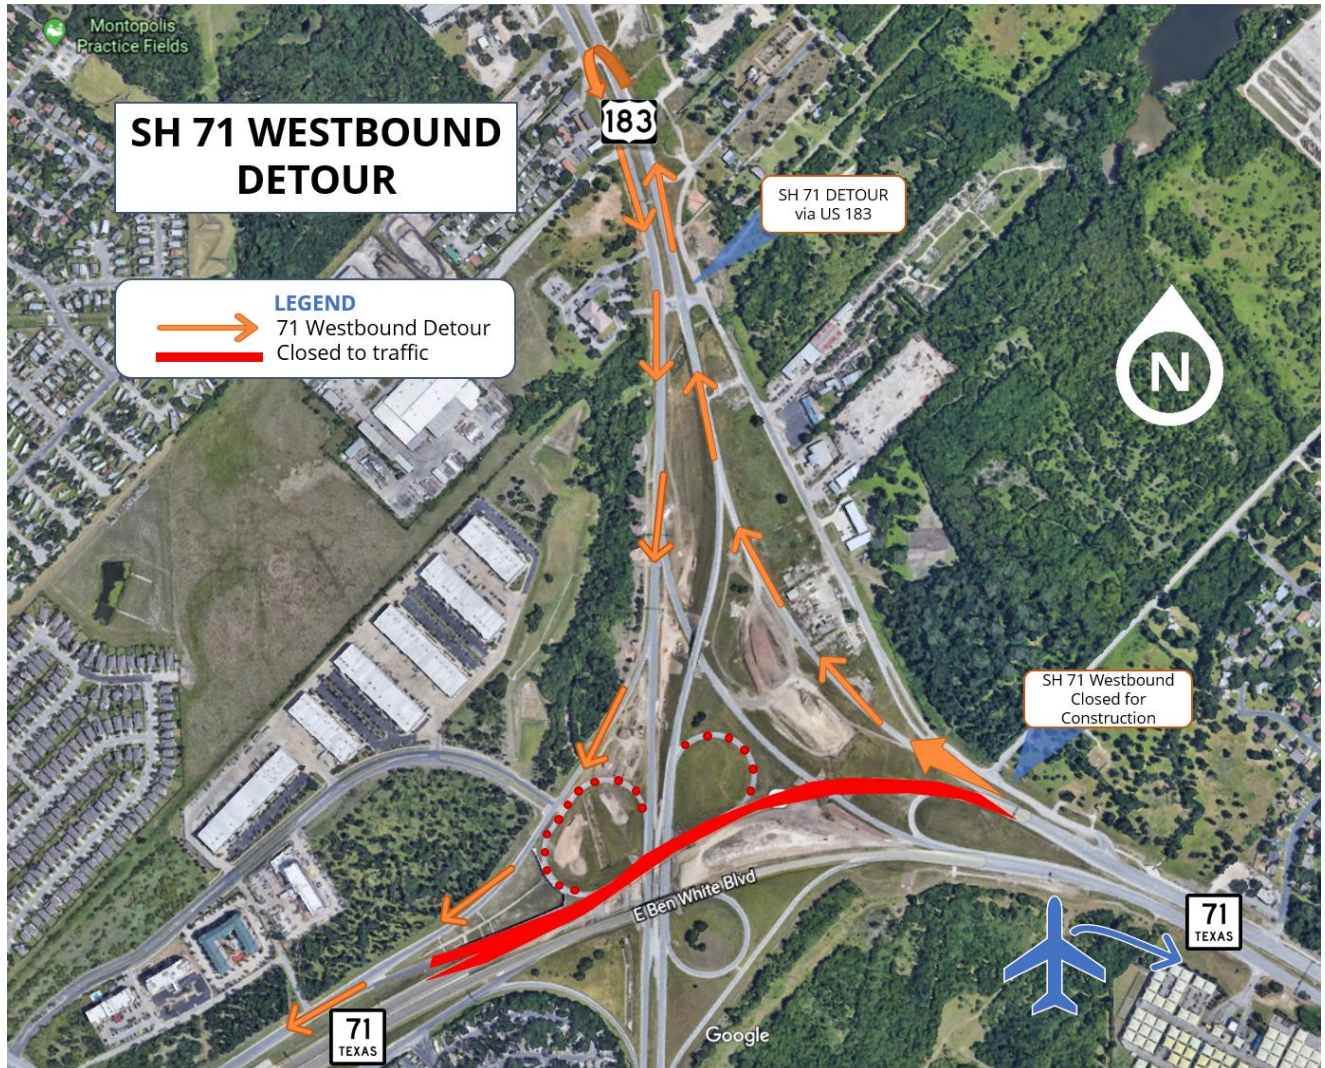 Montopolis
Practice Fields
SH 71 WESTBOUND
DETOUR
183
SH 71 DETOUR
via US 183
LEGEND
71 Westbound Detour
Closed to traffic
N
SH 71 Westbound
Closed for
Construction
E Ben White Blvd
71
TEXAS
71
TEXAS
Google